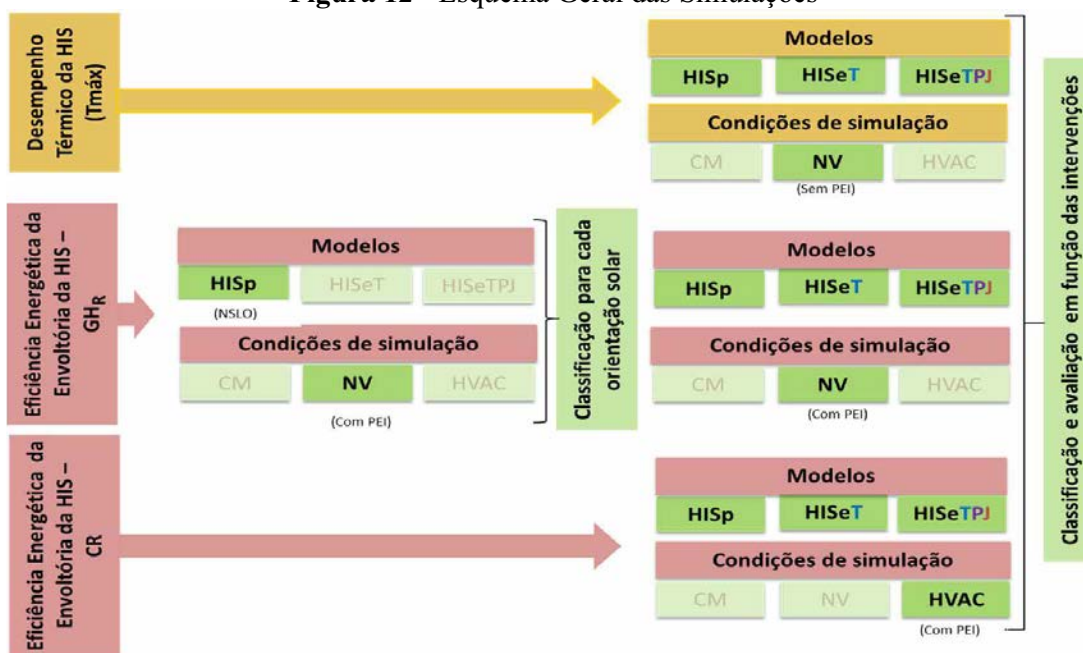 Figura 12 - Esquema Geral das Simulações
Desempenho
Térmico da HIS
(Tmáx)
Modelos
HISp
HISeT
HISeTPJ
Condições de simulação
CM
NV
HVAC
(Sem PEI)
Eficiência Energética da
Envoltória da HIS –
GHR
Modelos
HISp
HISeT
HISeTPJ
(NSLO)
Condições de simulação
CM
NV
HVAC
(Com PEI)
Classificação para cada
orientação solar
Modelos
HISp
HISeT
HISeTPJ
Condições de simulação
CM
NV
HVAC
(Com PEI)
Eficiência Energética da
Envoltória da HIS –
CR
Modelos
HISp
HISeT
HISeTPJ
Condições de simulação
CM
NV
HVAC
(Com PEI)
Classificação e avaliação em função das intervenções